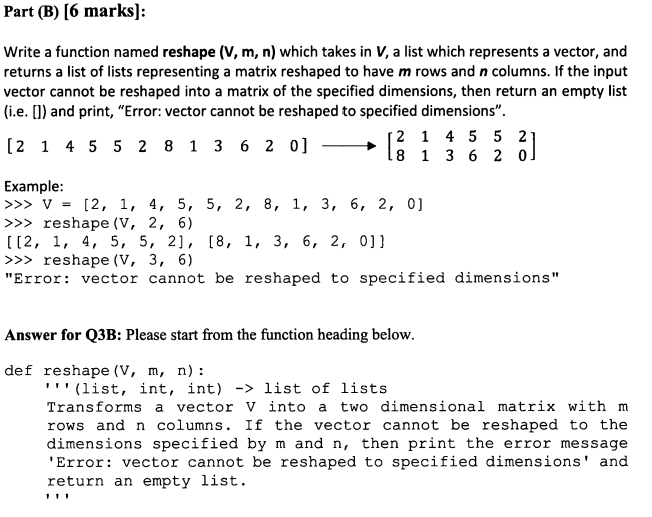 Part (B) [6 marks]:
Write a function named reshape (V, m, n) which takes in V, a list which represents a vector, and
returns a list of lists representing a matrix reshaped to have m rows and n columns. If the input
vector cannot be reshaped into a matrix of the specified dimensions, then return an empty list
(i.e. []) and print, “Error: vector cannot be reshaped to specified dimensions”.
[2 1 4 5 5 2 8 1 3 6 2 0] → [2 1 4 5 5 2
8 1 3 6 2 0]
Example:
>>> V = [2, 1, 4, 5, 5, 2, 8, 1, 3, 6, 2, 0]
>>> reshape(V, 2, 6)
[[2, 1, 4, 5, 5, 2], [8, 1, 3, 6, 2, 0]]
>>> reshape(V, 3, 6)
"Error: vector cannot be reshaped to specified dimensions"
Answer for Q3B: Please start from the function heading below.
def reshape(V, m, n):
'''(list, int, int) -> list of lists
Transforms a vector V into a two dimensional matrix with m
rows and n columns. If the vector cannot be reshaped to the
dimensions specified by m and n, then print the error message
'Error: vector cannot be reshaped to specified dimensions' and
return an empty list.
'''